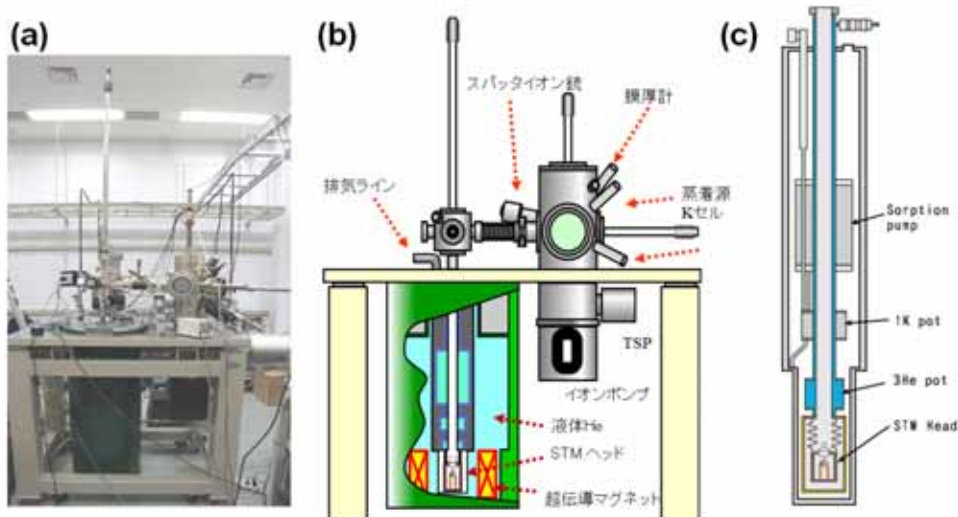 (a)
(b)
(c)
スパッタイオン銃
膜厚計
排気ライン
蒸着源
Kセル
TSP
イオンポンプ
液体He
STMヘッド
超伝導マグネット
Sorption
pump
1K pot
3He pot
STM Head